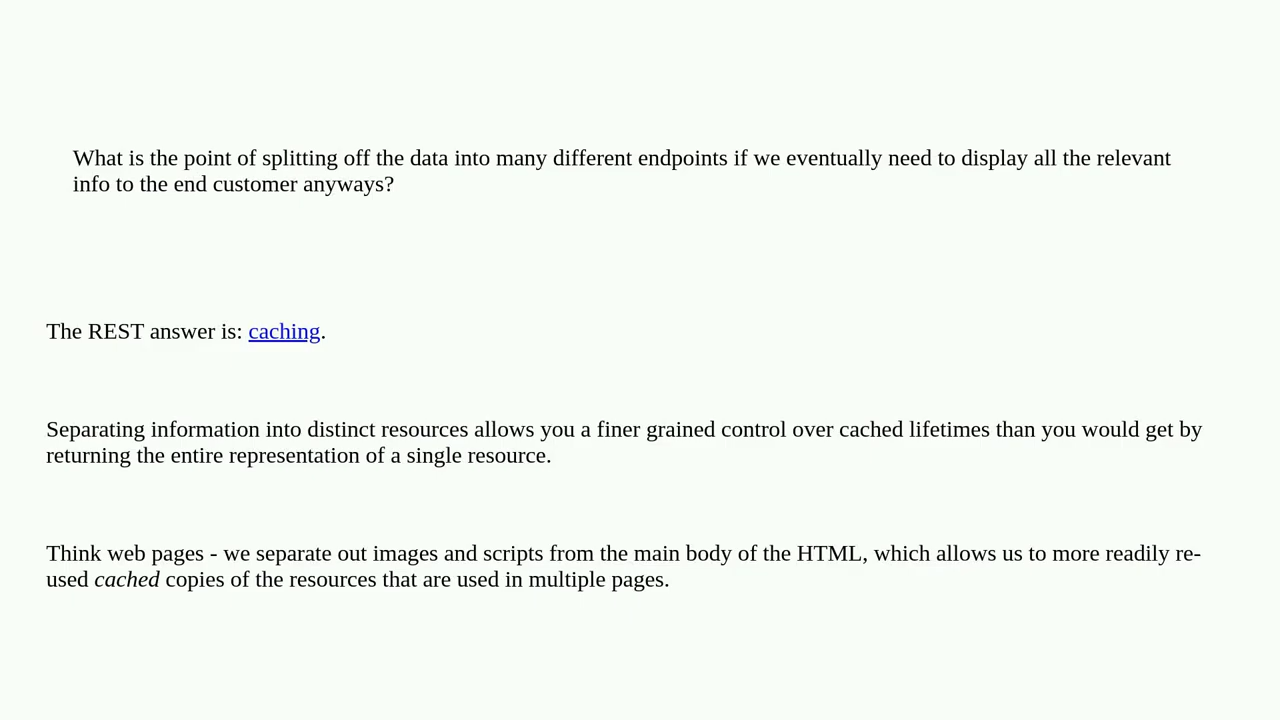 What is the point of splitting off the data into many different endpoints if we eventually need to display all the relevant
info to the end customer anyways?
The REST answer is: caching.
Separating information into distinct resources allows you a finer grained control over cached lifetimes than you would get by
returning the entire representation of a single resource.
Think web pages - we separate out images and scripts from the main body of the HTML, which allows us to more readily re-
used cached copies of the resources that are used in multiple pages.